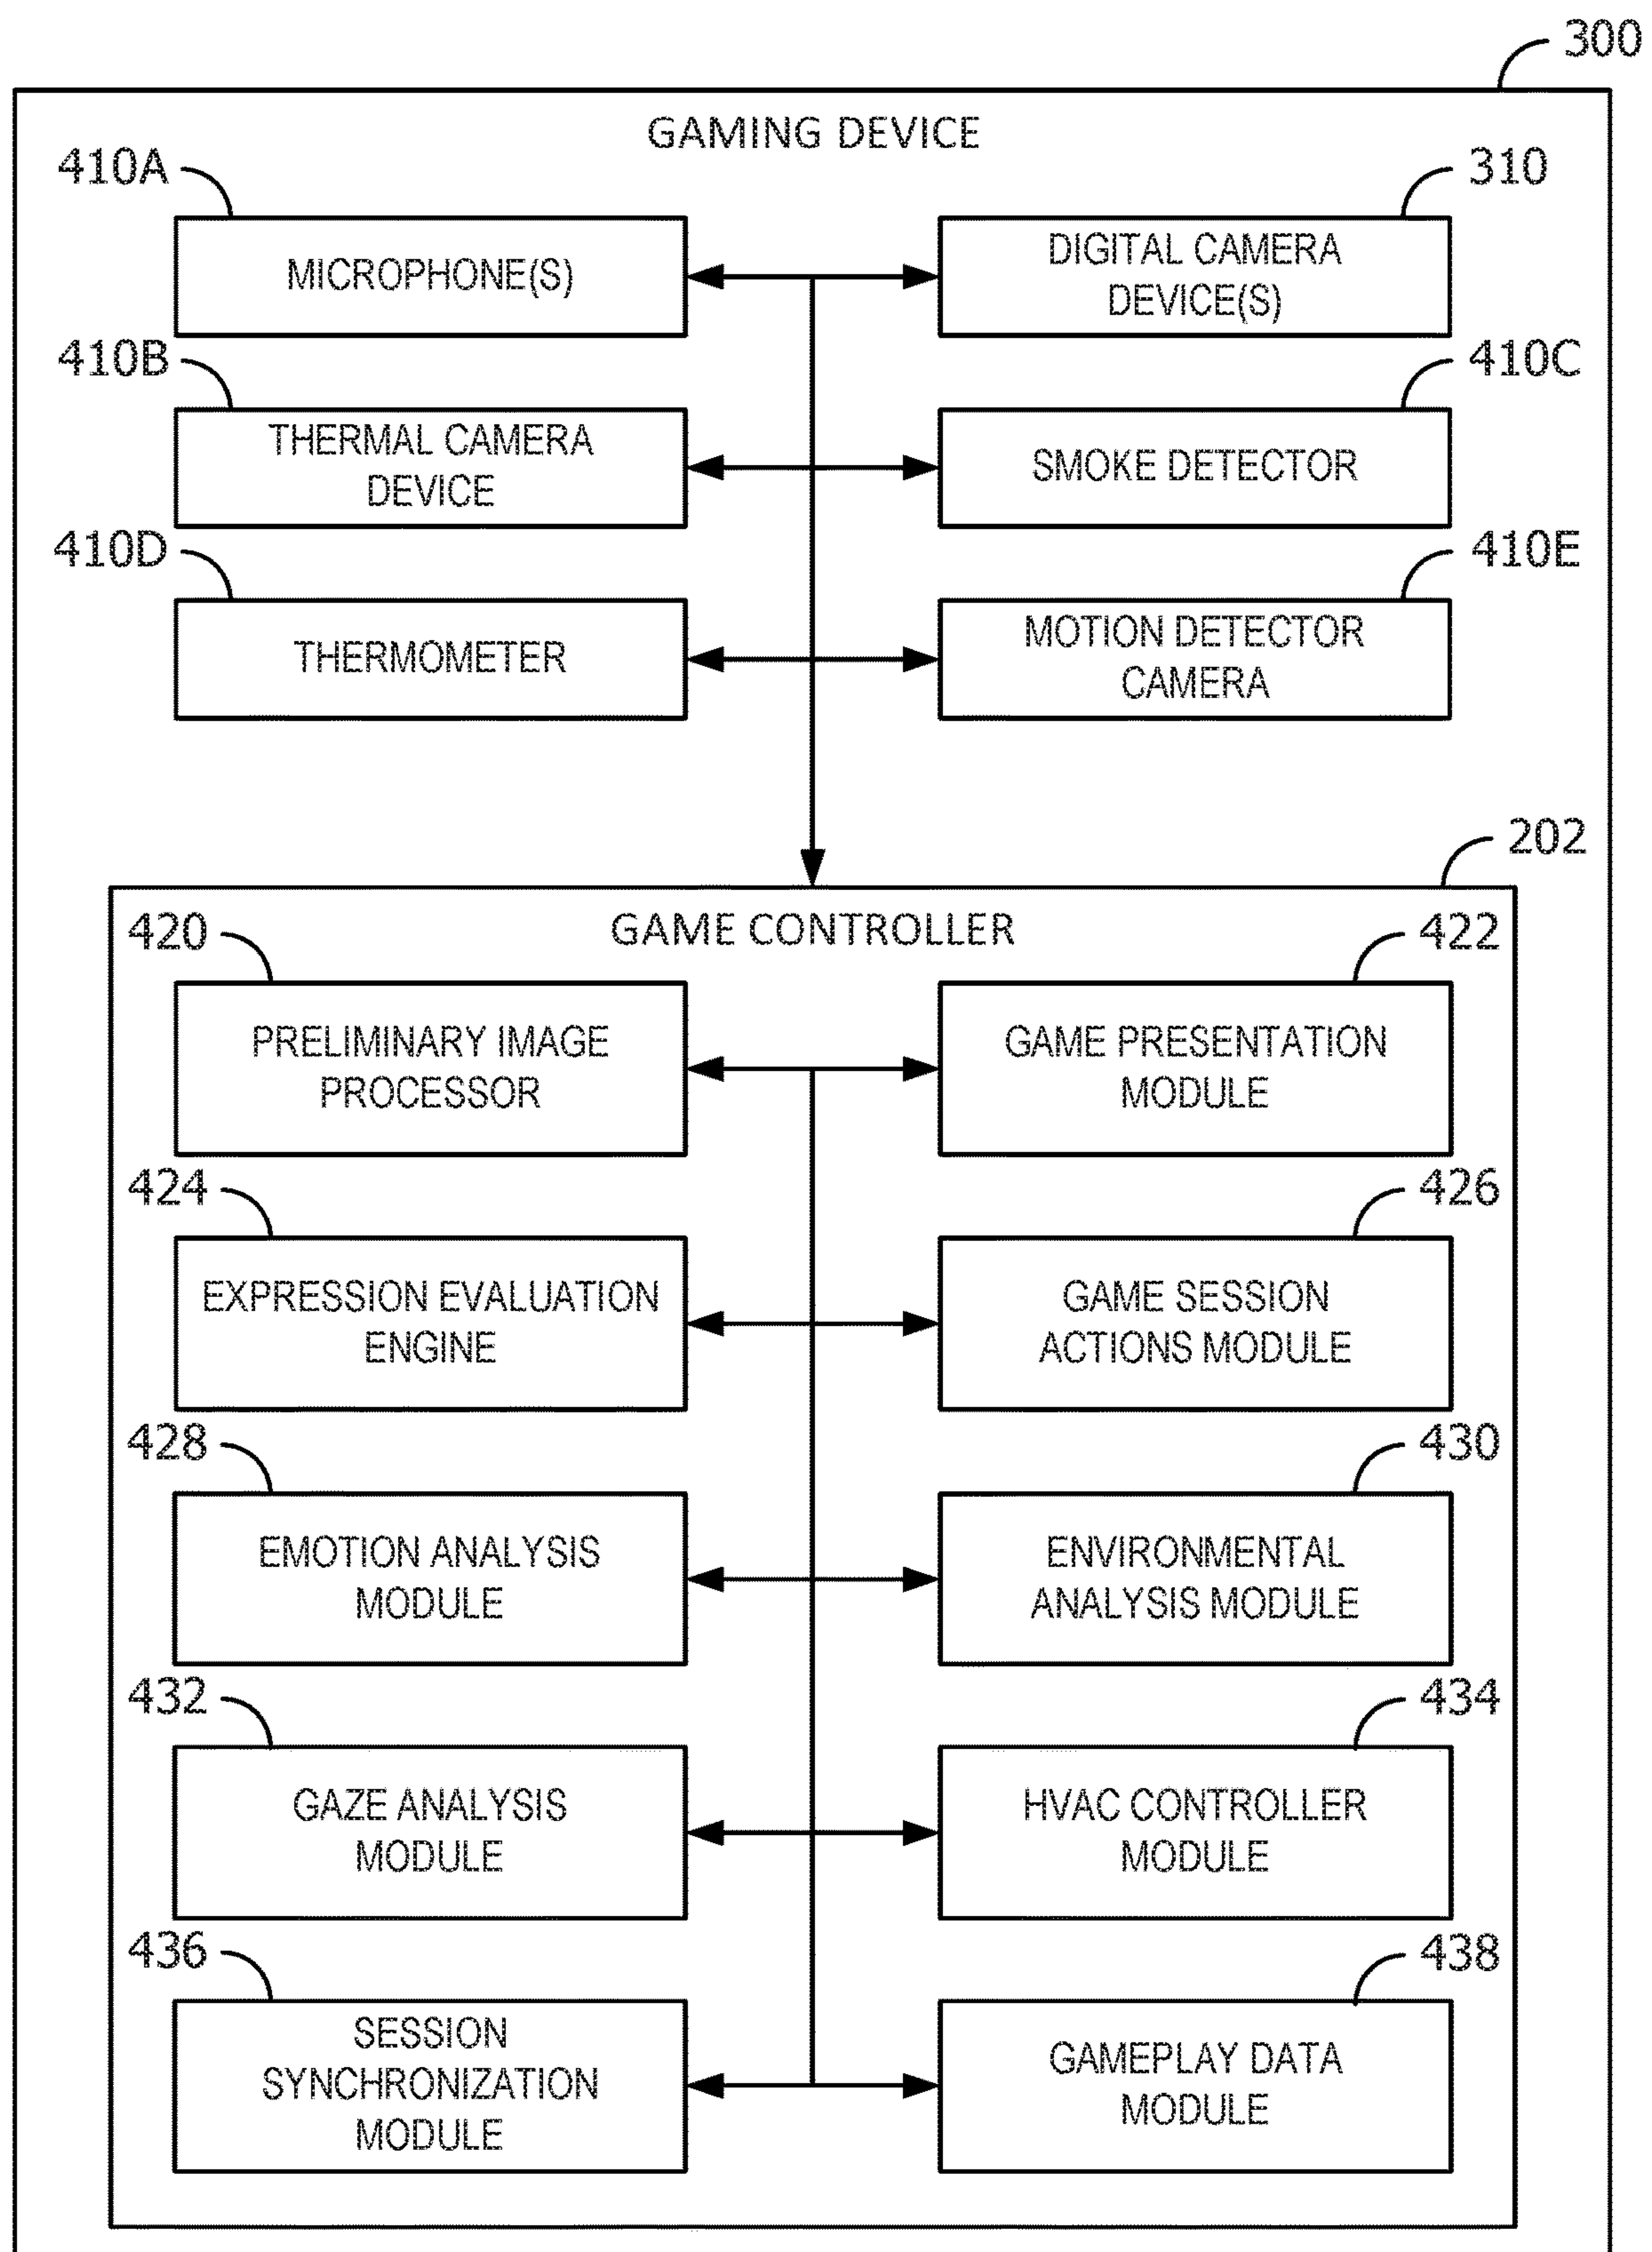 300
GAMING DEVICE
410A
310
MICROPHONE(S)
DIGITAL CAMERA
DEVICE(S)
410B
410C
THERMAL CAMERA
DEVICE
SMOKE DETECTOR
410D
410E
THERMOMETER
MOTION DETECTOR
CAMERA
202
GAME CONTROLLER
420
422
PRELIMINARY IMAGE
PROCESSOR
GAME PRESENTATION
MODULE
424
426
EXPRESSION EVALUATION
ENGINE
GAME SESSION
ACTIONS MODULE
428
430
EMOTION ANALYSIS
MODULE
ENVIRONMENTAL
ANALYSIS MODULE
432
434
GAZE ANALYSIS
MODULE
HVAC CONTROLLER
MODULE
436
438
SESSION
SYNCHRONIZATION
MODULE
GAMEPLAY DATA
MODULE